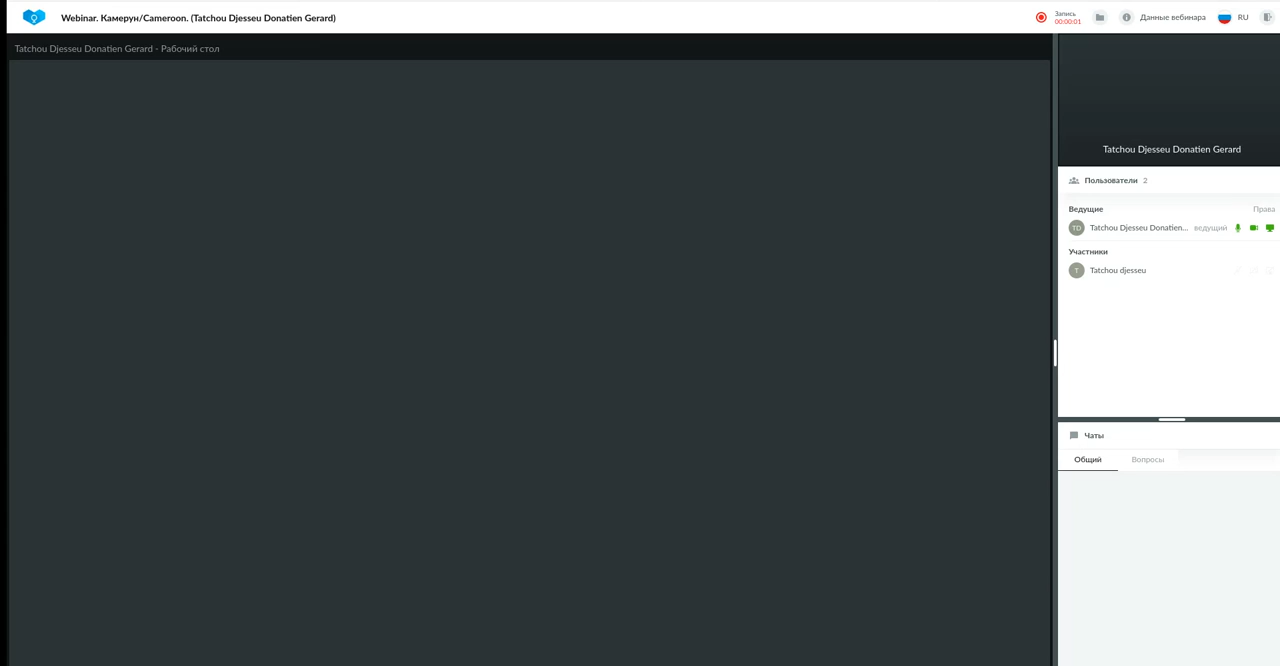 Webinar. Камерун/Cameroon. (Tatchou Djesseu Donatien Gerard)
Запись
00:00:01
Данные вебинара
RU
Tatchou Djesseu Donatien Gerard - Рабочий стол
Tatchou Djesseu Donatien Gerard
Пользователи 2
Ведущие Права
TD Tatchou Djesseu Donatien... ведущий
Участники
T Tatchou djesseu
Чаты
Общий Вопросы